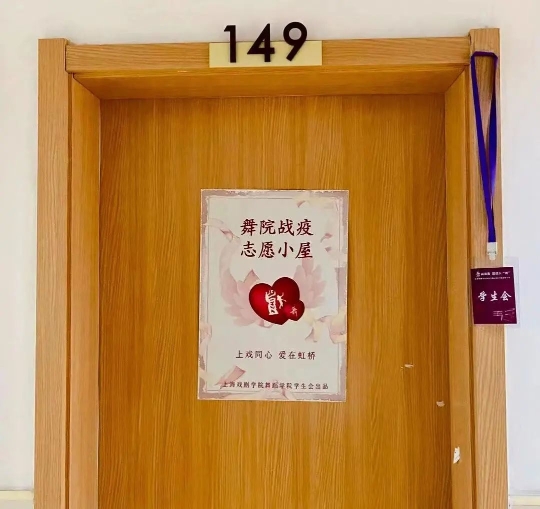 149
舞院战疫
志愿小屋
上戏同心 爱在虹桥
上海戏剧学院舞蹈学院学生会出品
学生会